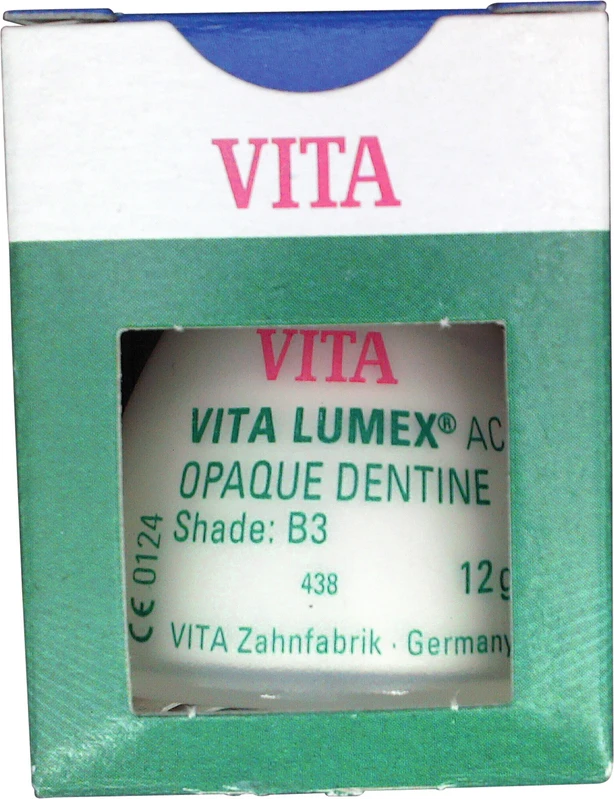 VITA
VITA
VITA LUMEX® AC
OPAQUE DENTINE
Shade: B3
438
12g
VITA Zahnfabrik · Germany
CE 0124